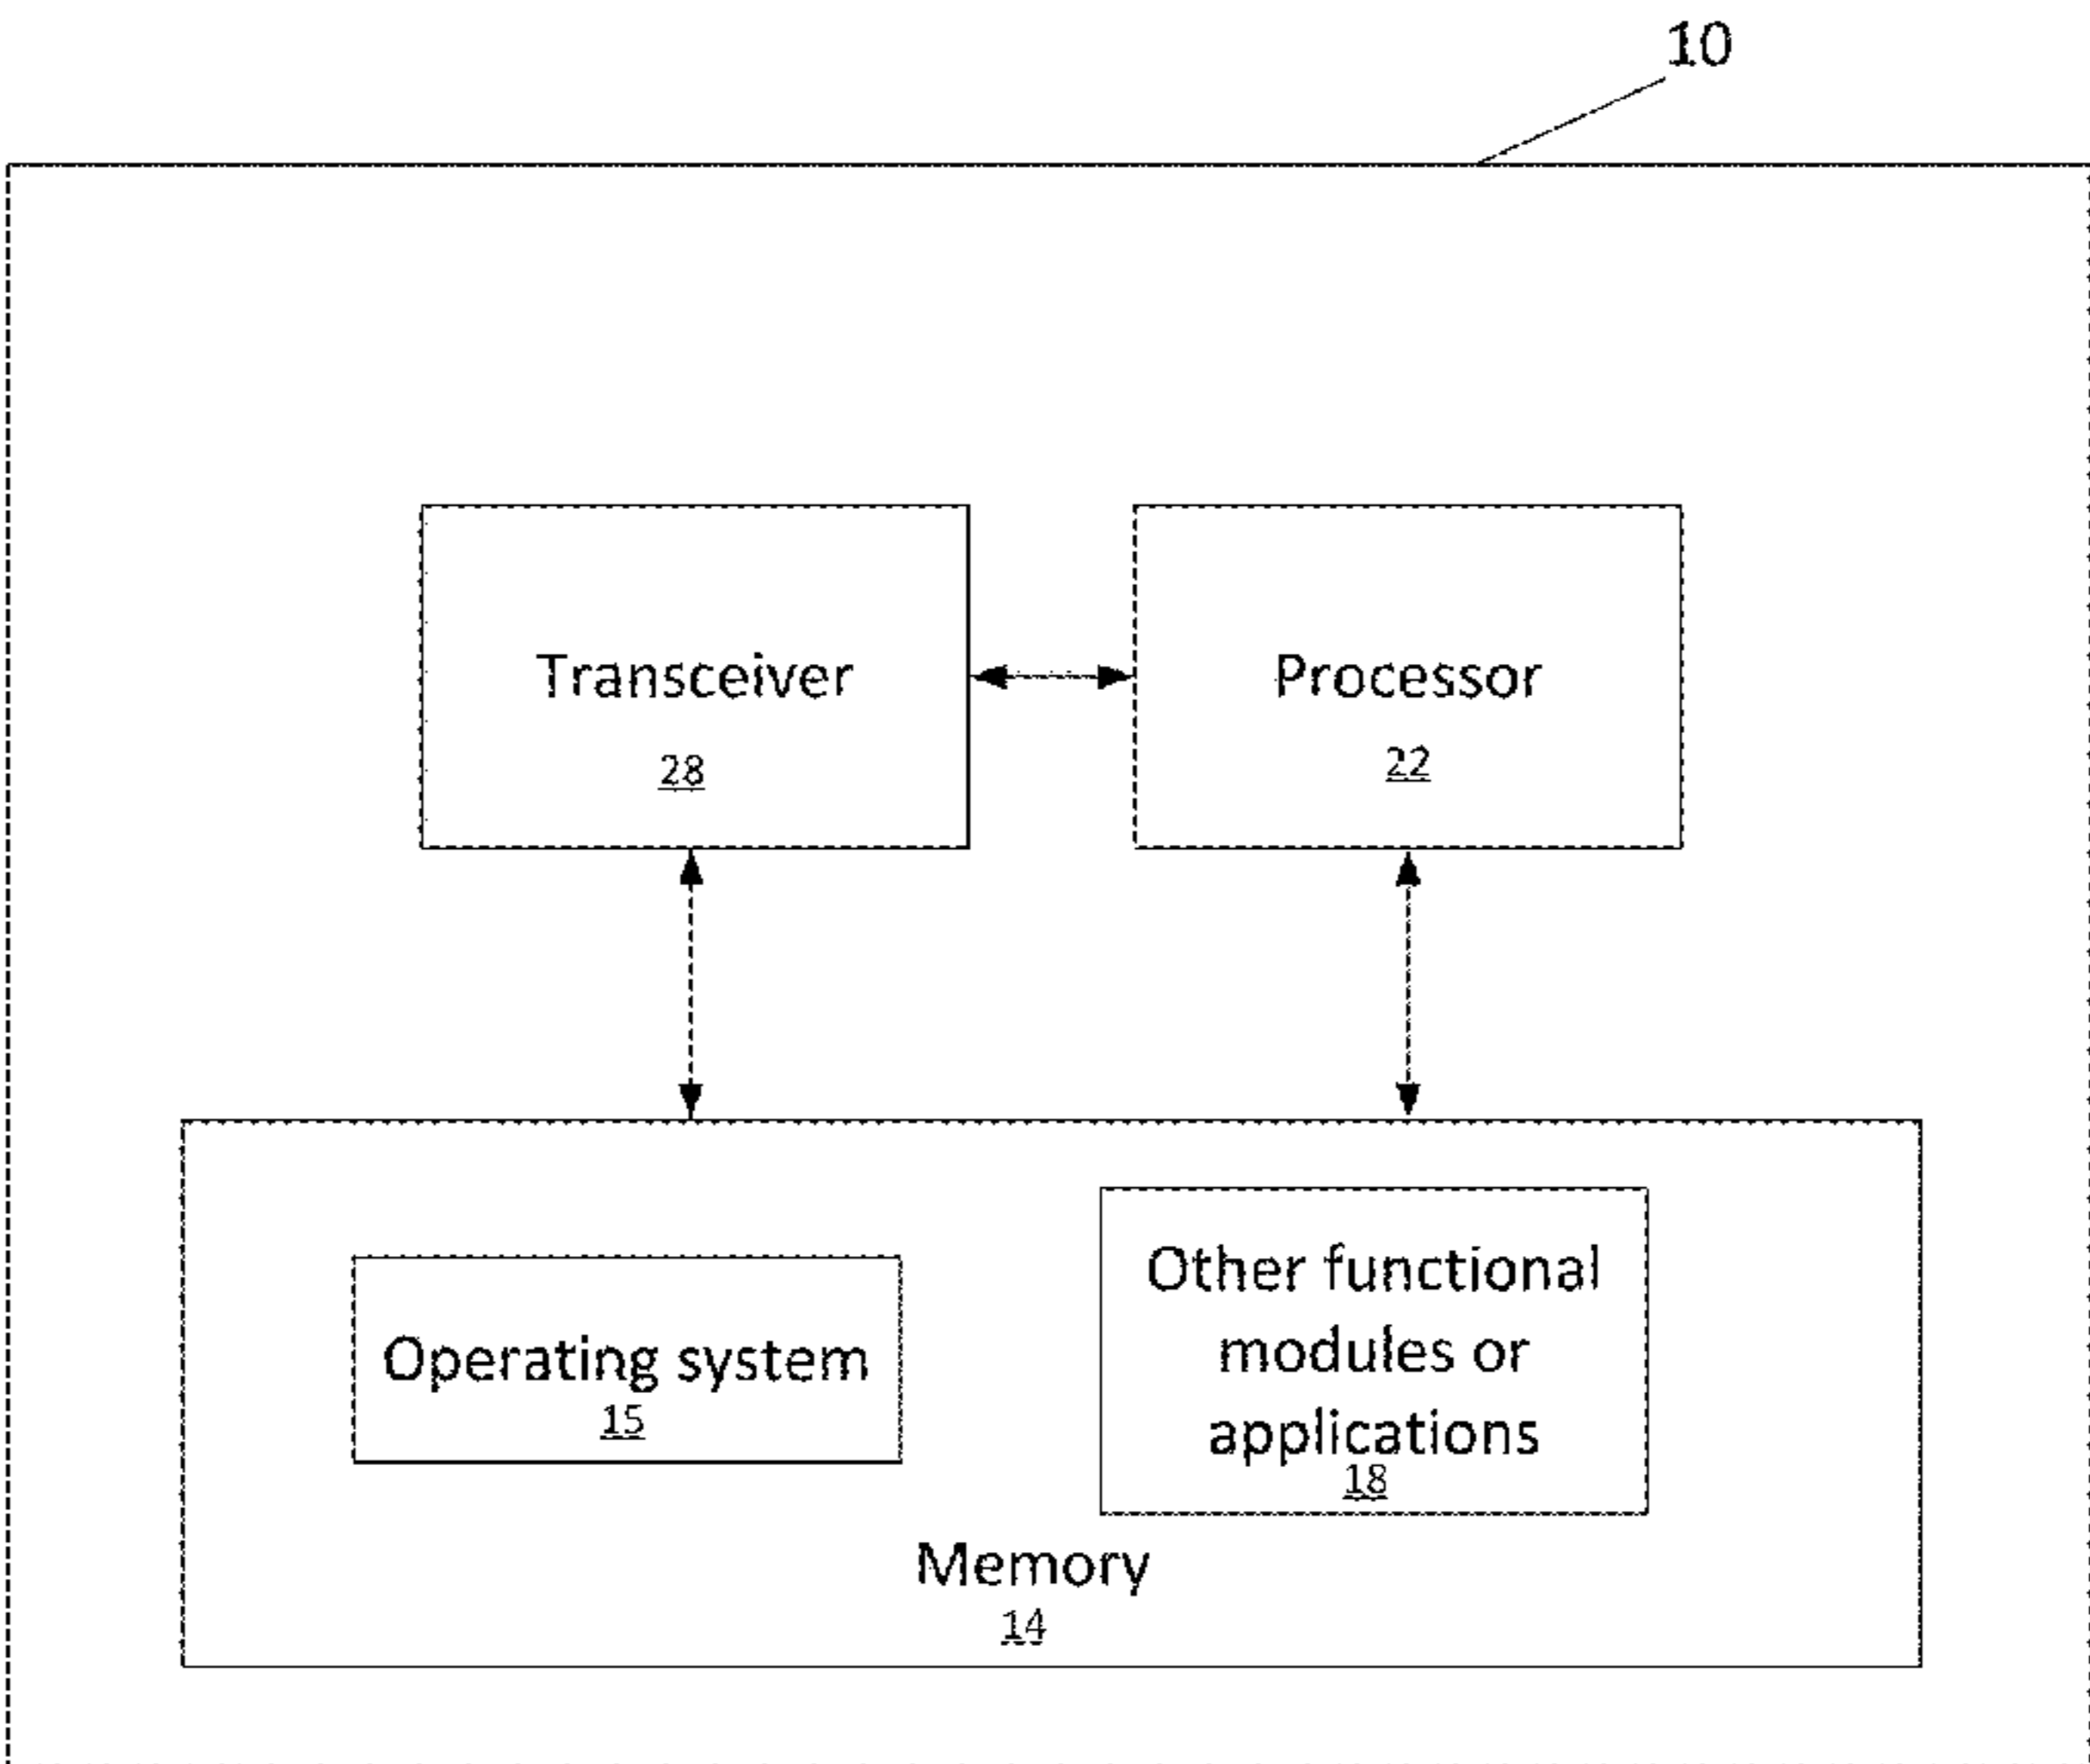 10
Transceiver
28
Processor
22
Operating system
15
Other functional
modules or
applications
18
Memory
14